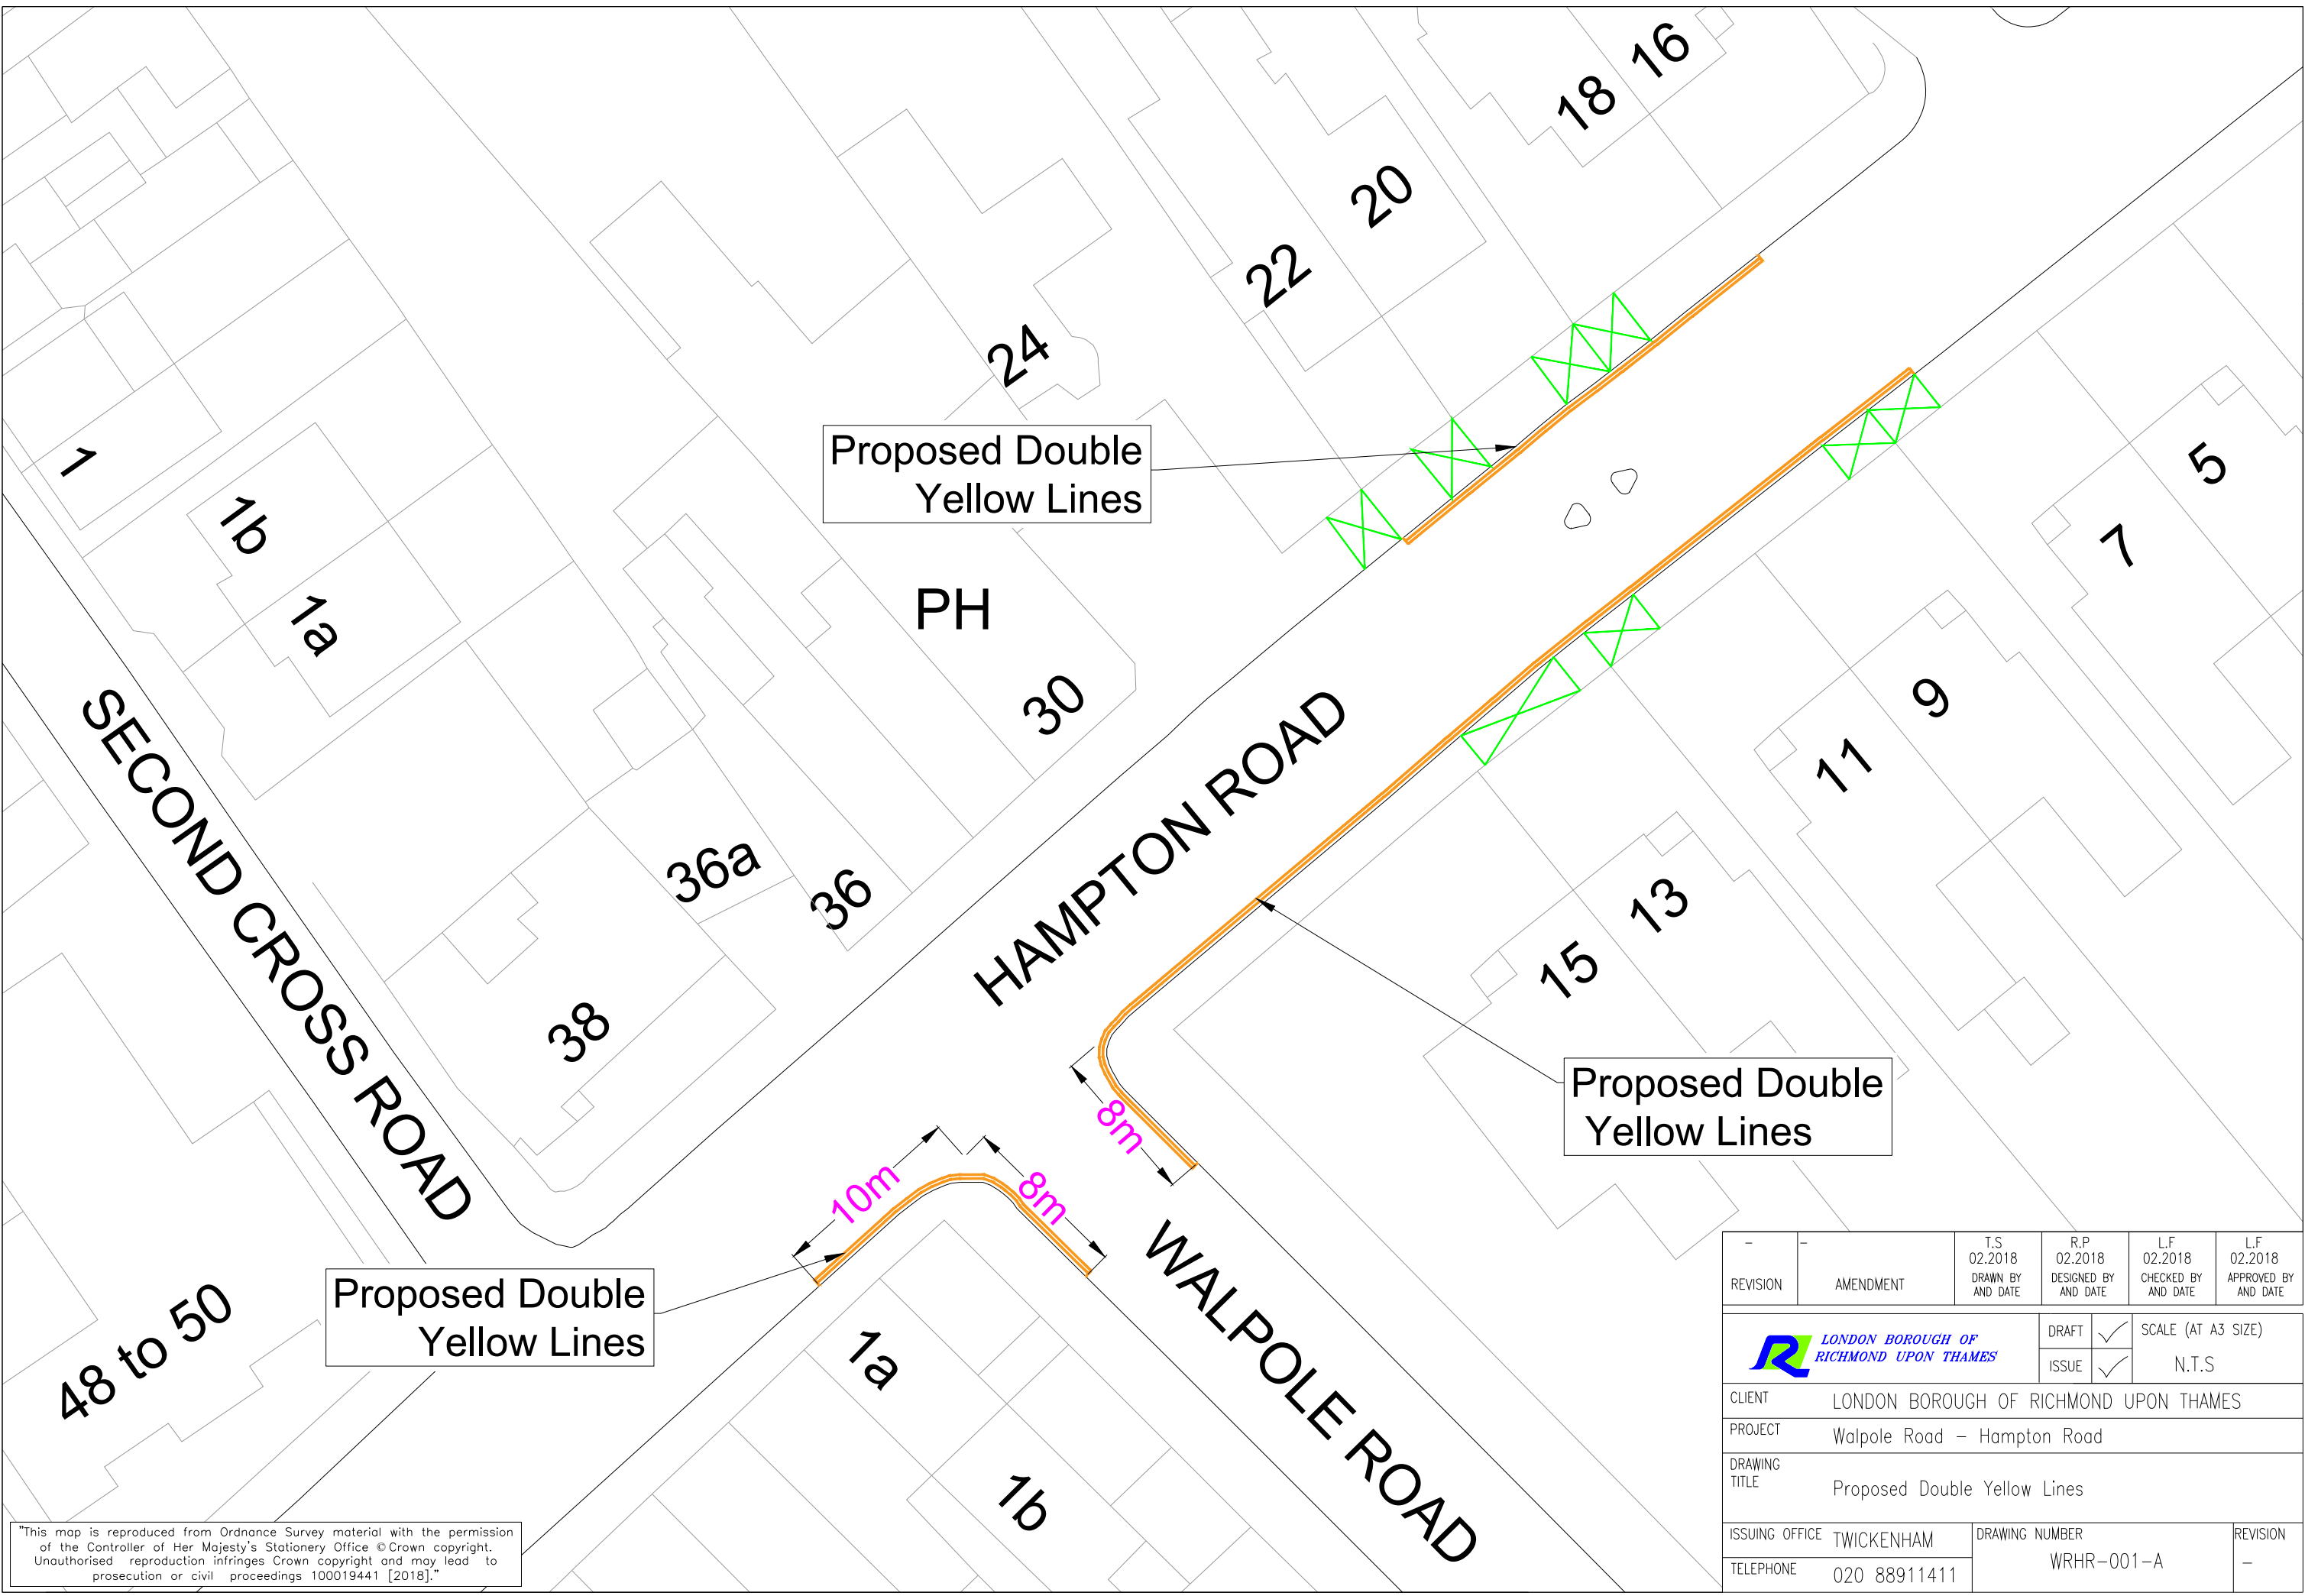 16
18
20
22
24
1
1b
1a
5
7
9
11
13
15
Proposed Double
Yellow Lines
PH
30
36a
36
38
SECOND CROSS ROAD
HAMPTON ROAD
8m
10m
8m
Proposed Double
Yellow Lines
Proposed Double
Yellow Lines
48 to 50
WALPOLE ROAD
1a
1b
"This map is reproduced from Ordnance Survey material with the permission
of the Controller of Her Majesty's Stationery Office © Crown copyright.
Unauthorised reproduction infringes Crown copyright and may lead to
prosecution or civil proceedings 100019441 [2018]."
- - T.S R.P L.F L.F
02.2018 02.2018 02.2018 02.2018
REVISION AMENDMENT DRAWN BY DESIGNED BY CHECKED BY APPROVED BY
AND DATE AND DATE AND DATE AND DATE
LONDON BOROUGH OF
RICHMOND UPON THAMES
DRAFT ✓ SCALE (AT A3 SIZE)
ISSUE ✓ N.T.S
CLIENT LONDON BOROUGH OF RICHMOND UPON THAMES
PROJECT Walpole Road – Hampton Road
DRAWING
TITLE Proposed Double Yellow Lines
ISSUING OFFICE TWICKENHAM
TELEPHONE 020 88911411
DRAWING NUMBER
WRHR-001-A
REVISION
-